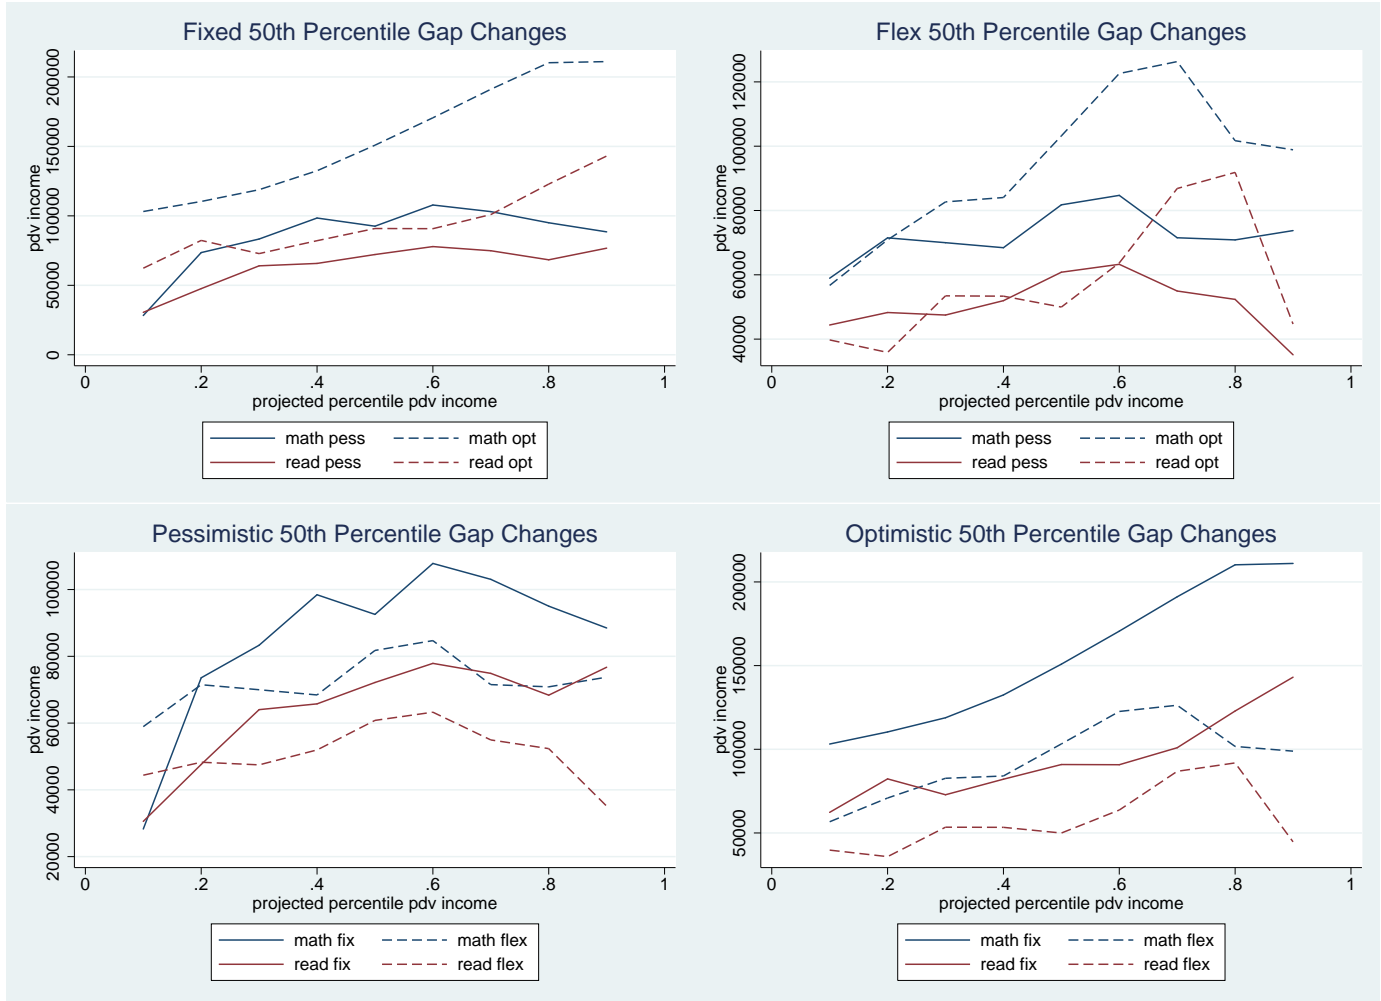 Fixed 50th Percentile Gap Changes
pdv income
200000
150000
100000
50000
0
0 .2 .4 .6 .8 1
projected percentile pdv income
math pess math opt
read pess read opt
Flex 50th Percentile Gap Changes
pdv income
120000
100000
80000
60000
40000
0 .2 .4 .6 .8 1
projected percentile pdv income
math pess math opt
read pess read opt
Pessimistic 50th Percentile Gap Changes
pdv income
100000
80000
60000
40000
20000
0 .2 .4 .6 .8 1
projected percentile pdv income
math fix math flex
read fix read flex
Optimistic 50th Percentile Gap Changes
pdv income
200000
150000
100000
50000
0 .2 .4 .6 .8 1
projected percentile pdv income
math fix math flex
read fix read flex